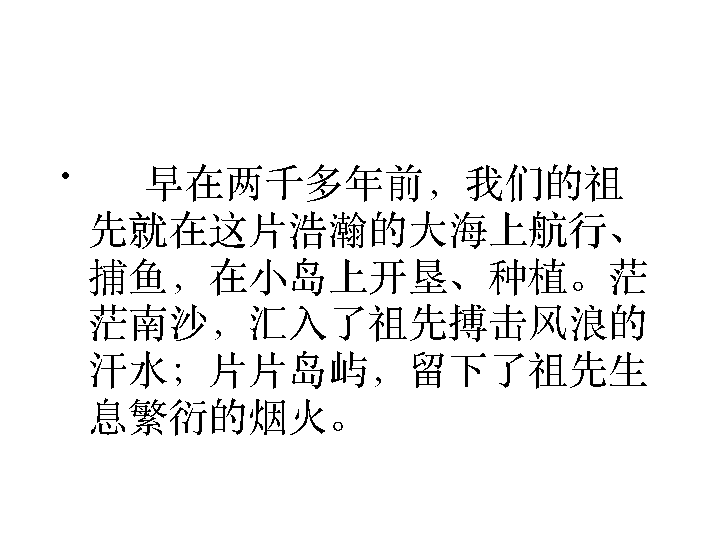 • 早在两千多年前，我们的祖
先就在这片浩瀚的大海上航行、
捕鱼，在小岛上开垦、种植。茫
茫南沙，汇入了祖先搏击风浪的
汗水；片片岛屿，留下了祖先生
息繁衍的烟火。